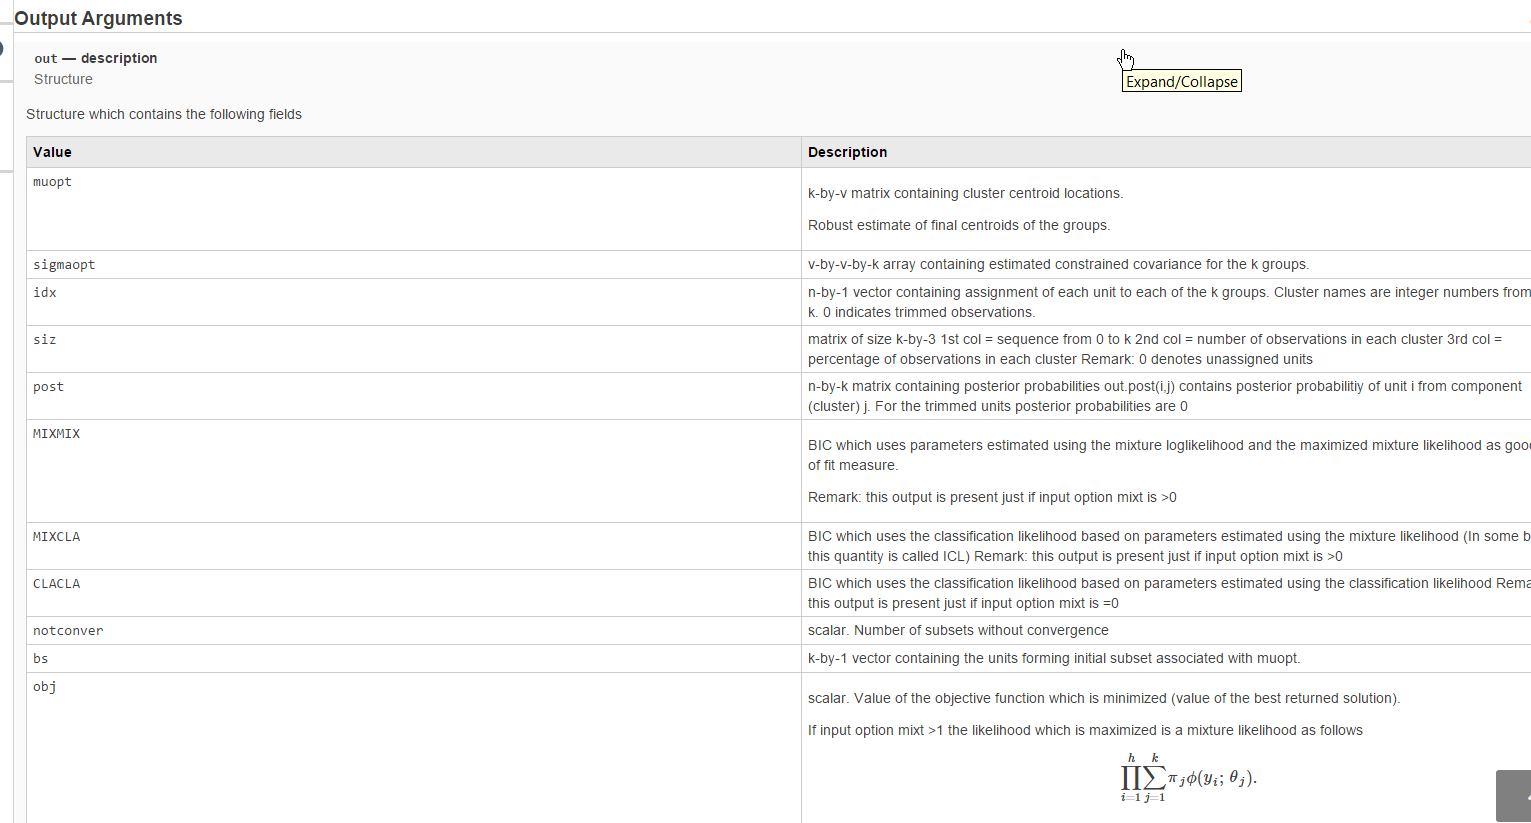 Output Arguments
out — description
Structure
Expand/Collapse
Structure which contains the following fields
Value Description
muopt
k-by-v matrix containing cluster centroid locations.
Robust estimate of final centroids of the groups.
sigmaopt v-by-v-by-k array containing estimated constrained covariance for the k groups.
idx n-by-1 vector containing assignment of each unit to each of the k groups. Cluster names are integer numbers from
k. 0 indicates trimmed observations.
siz matrix of size k-by-3 1st col = sequence from 0 to k 2nd col = number of observations in each cluster 3rd col =
percentage of observations in each cluster Remark: 0 denotes unassigned units
post n-by-k matrix containing posterior probabilities out.post(i,j) contains posterior probabilitiy of unit i from component
(cluster) j. For the trimmed units posterior probabilities are 0
MIXMIX
BIC which uses parameters estimated using the mixture loglikelihood and the maximized mixture likelihood as goo
of fit measure.
Remark: this output is present just if input option mixt is >0
MIXCLA BIC which uses the classification likelihood based on parameters estimated using the mixture likelihood (In some b
this quantity is called ICL) Remark: this output is present just if input option mixt is >0
CLACLA BIC which uses the classification likelihood based on parameters estimated using the classification likelihood Rema
this output is present just if input option mixt is =0
notconver scalar. Number of subsets without convergence
bs k-by-1 vector containing the units forming initial subset associated with muopt.
obj
scalar. Value of the objective function which is minimized (value of the best returned solution).
If input option mixt >1 the likelihood which is maximized is a mixture likelihood as follows
h k
∏ ∑ π j ϕ(y i ; θ j ).
i=1 j=1